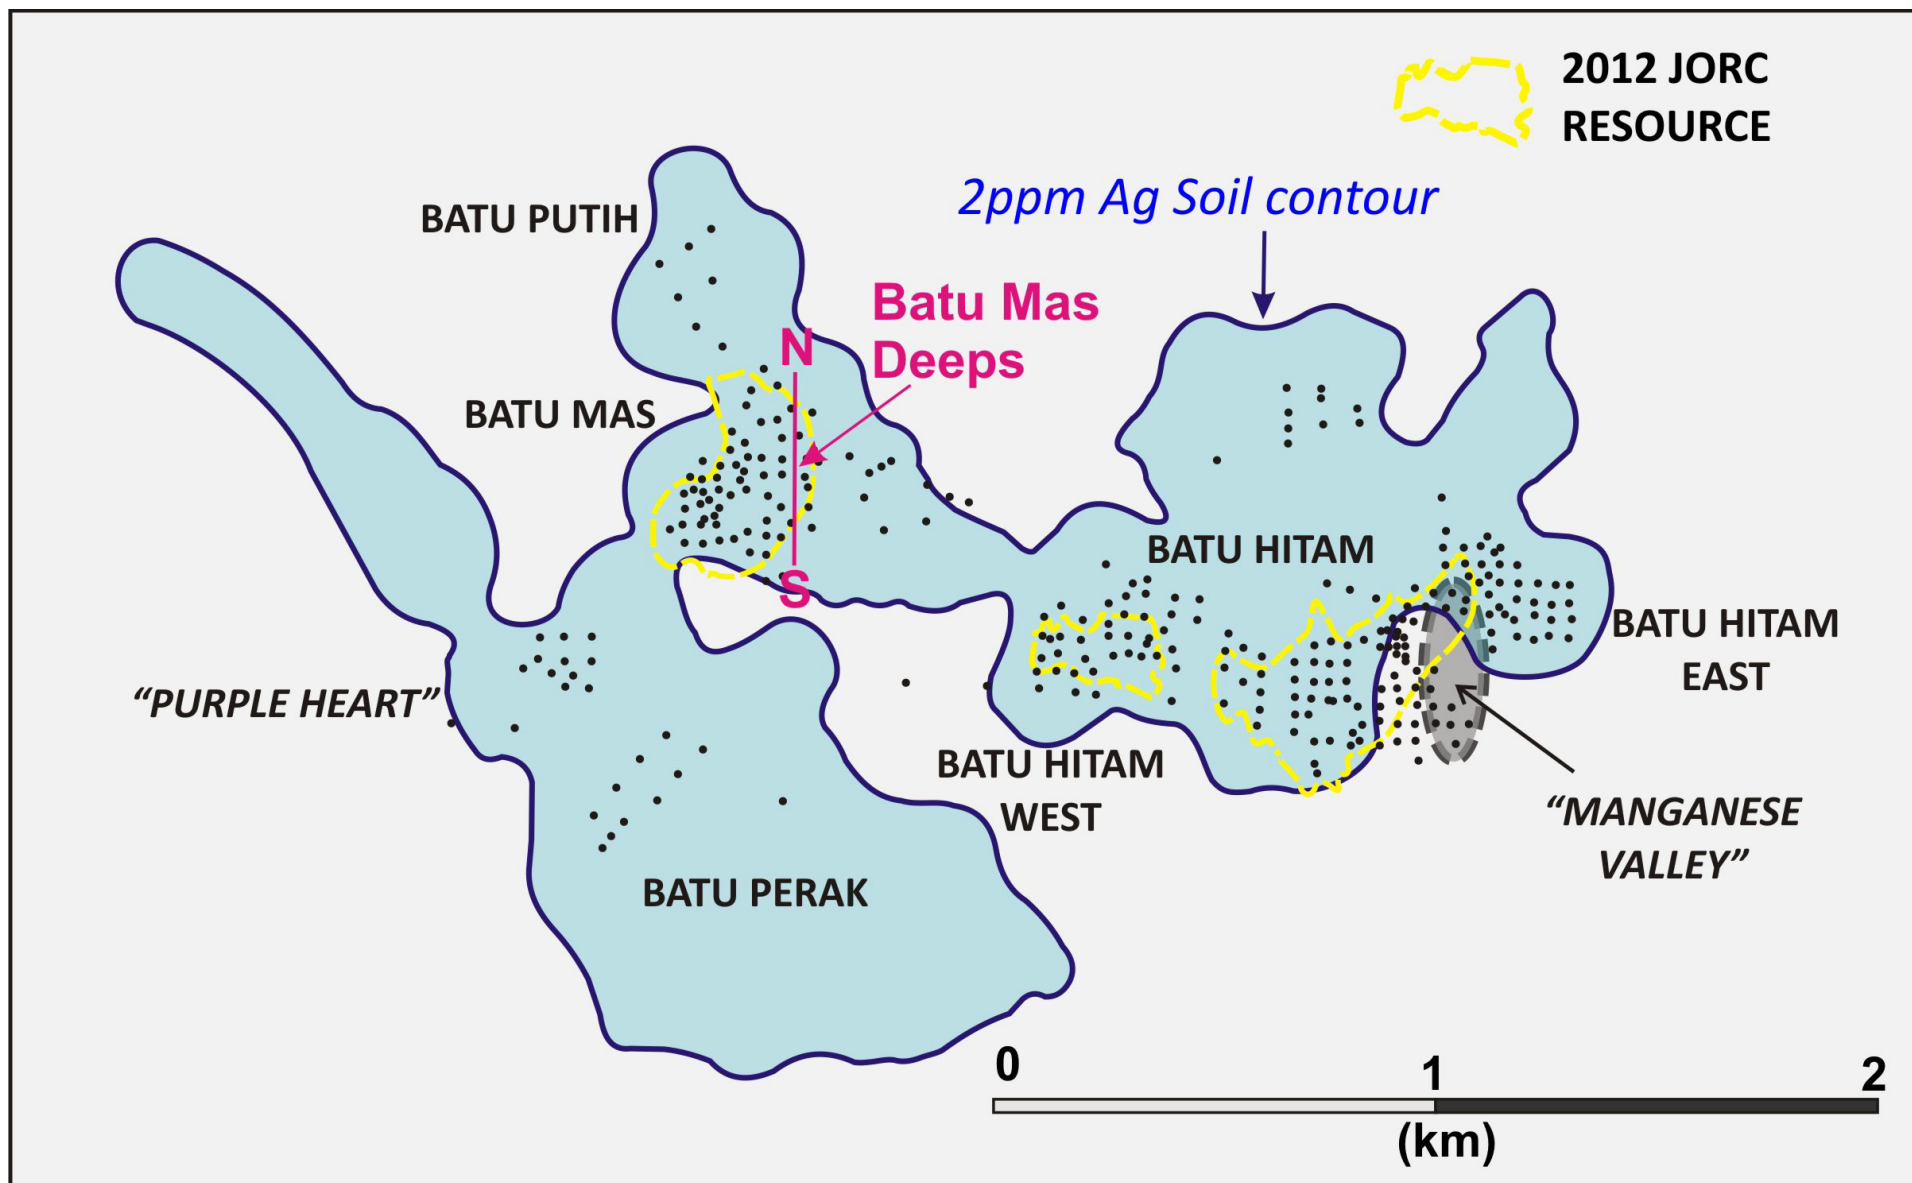 2012 JORC
RESOURCE
2ppm Ag Soil contour
BATU PUTIH
Batu Mas
Deeps
N
BATU MAS
BATU HITAM
S
BATU HITAM
EAST
“PURPLE HEART”
BATU HITAM
WEST
“MANGANESE
VALLEY”
BATU PERAK
0
1
2
(km)